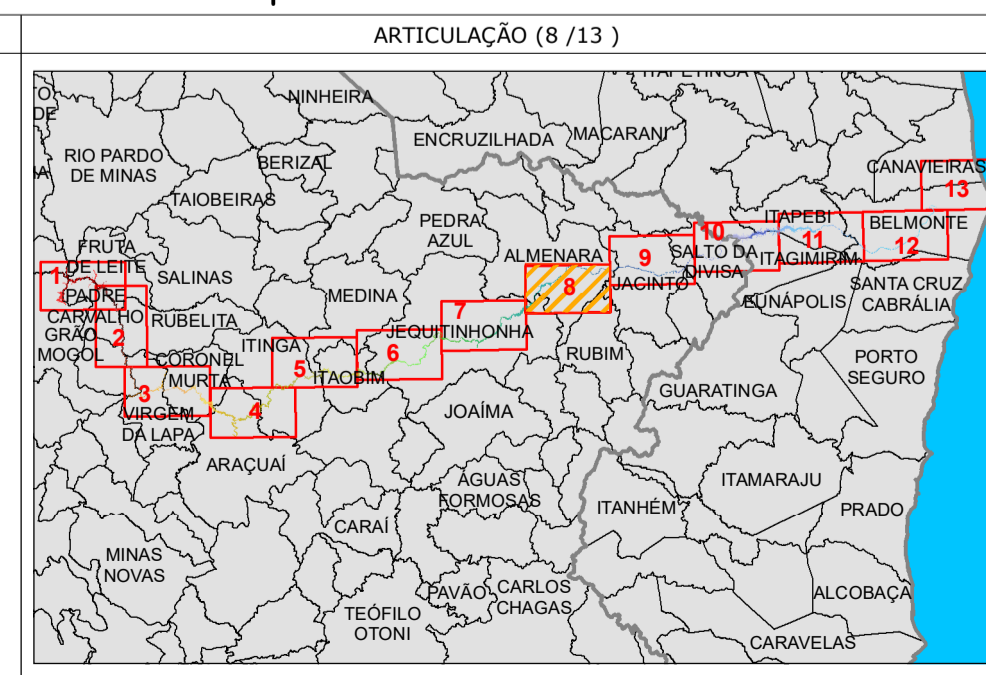 ARTICULAÇÃO (8 /13 )
NINHEIRA
ENCRUZILHADA
MACARANI
RIO PARDO
DE MINAS
BERIZAL
CANAVIEIRAS
13
TAIOBEIRAS
PEDRA
AZUL
ITAPEBI
BELMONTE
10
11
12
FRUTA
DE LEITE
ALMENARA
9
SALTO DA
DIVISA
ITAGIMIRIM
1
SALINAS
8
JACINTO
SANTA CRUZ
CABRÁLIA
PADRE
CARVALHO
MEDINA
EUNÁPOLIS
7
RUBELITA
GRÃO
MOGOL
2
JEQUITINHONHA
ITINGA
6
RUBIM
CORONEL
MURTA
5
ITAOBIM
PORTO
SEGURO
3
GUARATINGA
VIRGEM
DA LAPA
4
JOAÍMA
ARAÇUAÍ
ÁGUAS
FORMOSAS
ITAMARAJU
ITANHÉM
PRADO
CARAÍ
MINAS
NOVAS
PAVÃO
CARLOS
CHAGAS
ALCOBAÇA
TEÓFILO
OTONI
CARAVELAS